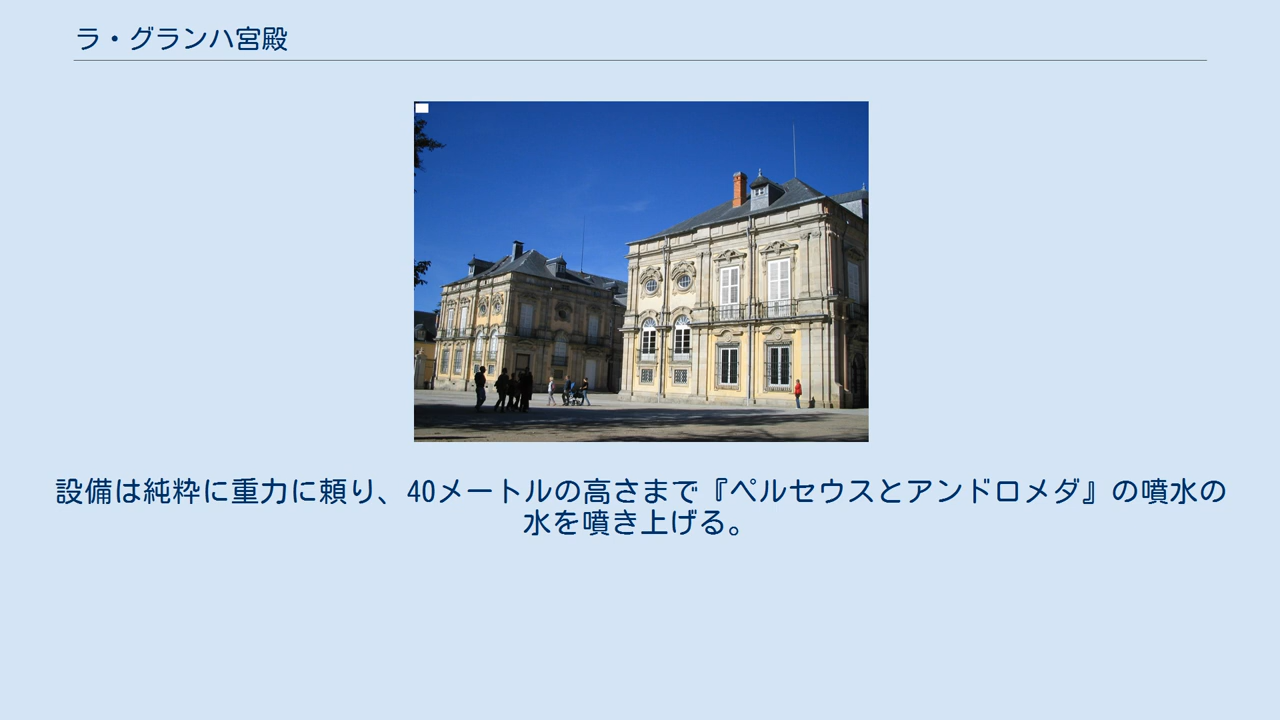 ラ・グランハ宮殿
設備は純粋に重力に頼り、40メートルの高さまで『ペルセウスとアンドロメダ』の噴水の
水を噴き上げる。